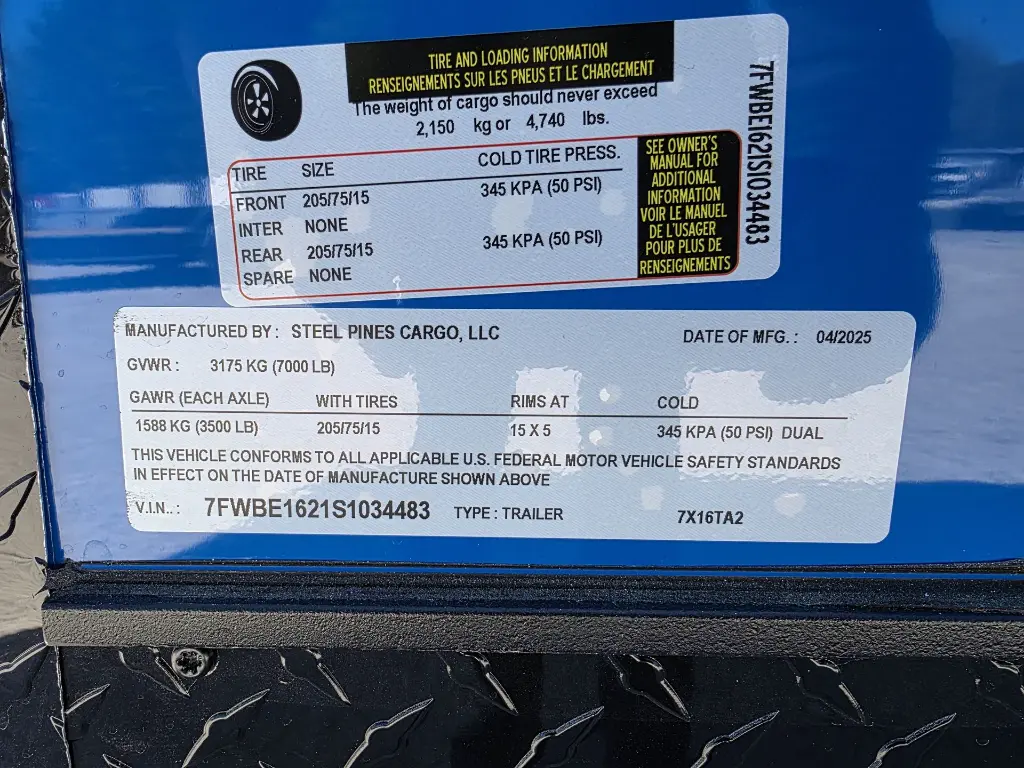 TIRE AND LOADING INFORMATION
RENSEIGNEMENTS SUR LES PNEUS ET LE CHARGEMENT
The weight of cargo should never exceed
2,150 kg or 4,740 lbs.
TIRE SIZE COLD TIRE PRESS.
FRONT 205/75/15 345 KPA (50 PSI)
INTER NONE
REAR 205/75/15 345 KPA (50 PSI)
SPARE NONE
SEE OWNER'S
MANUAL FOR
ADDITIONAL
INFORMATION
VOIR LE MANUEL
DE L'USAGER
POUR PLUS DE
RENSEIGNEMENTS
7FWBE1621S1034483
MANUFACTURED BY : STEEL PINES CARGO, LLC DATE OF MFG. : 04/2025
GVWR : 3175 KG (7000 LB)
GAWR (EACH AXLE) WITH TIRES RIMS AT COLD
1588 KG (3500 LB) 205/75/15 15 X 5 345 KPA (50 PSI) DUAL
THIS VEHICLE CONFORMS TO ALL APPLICABLE U.S. FEDERAL MOTOR VEHICLE SAFETY STANDARDS
IN EFFECT ON THE DATE OF MANUFACTURE SHOWN ABOVE
V.I.N.. : 7FWBE1621S1034483 TYPE : TRAILER 7X16TA2